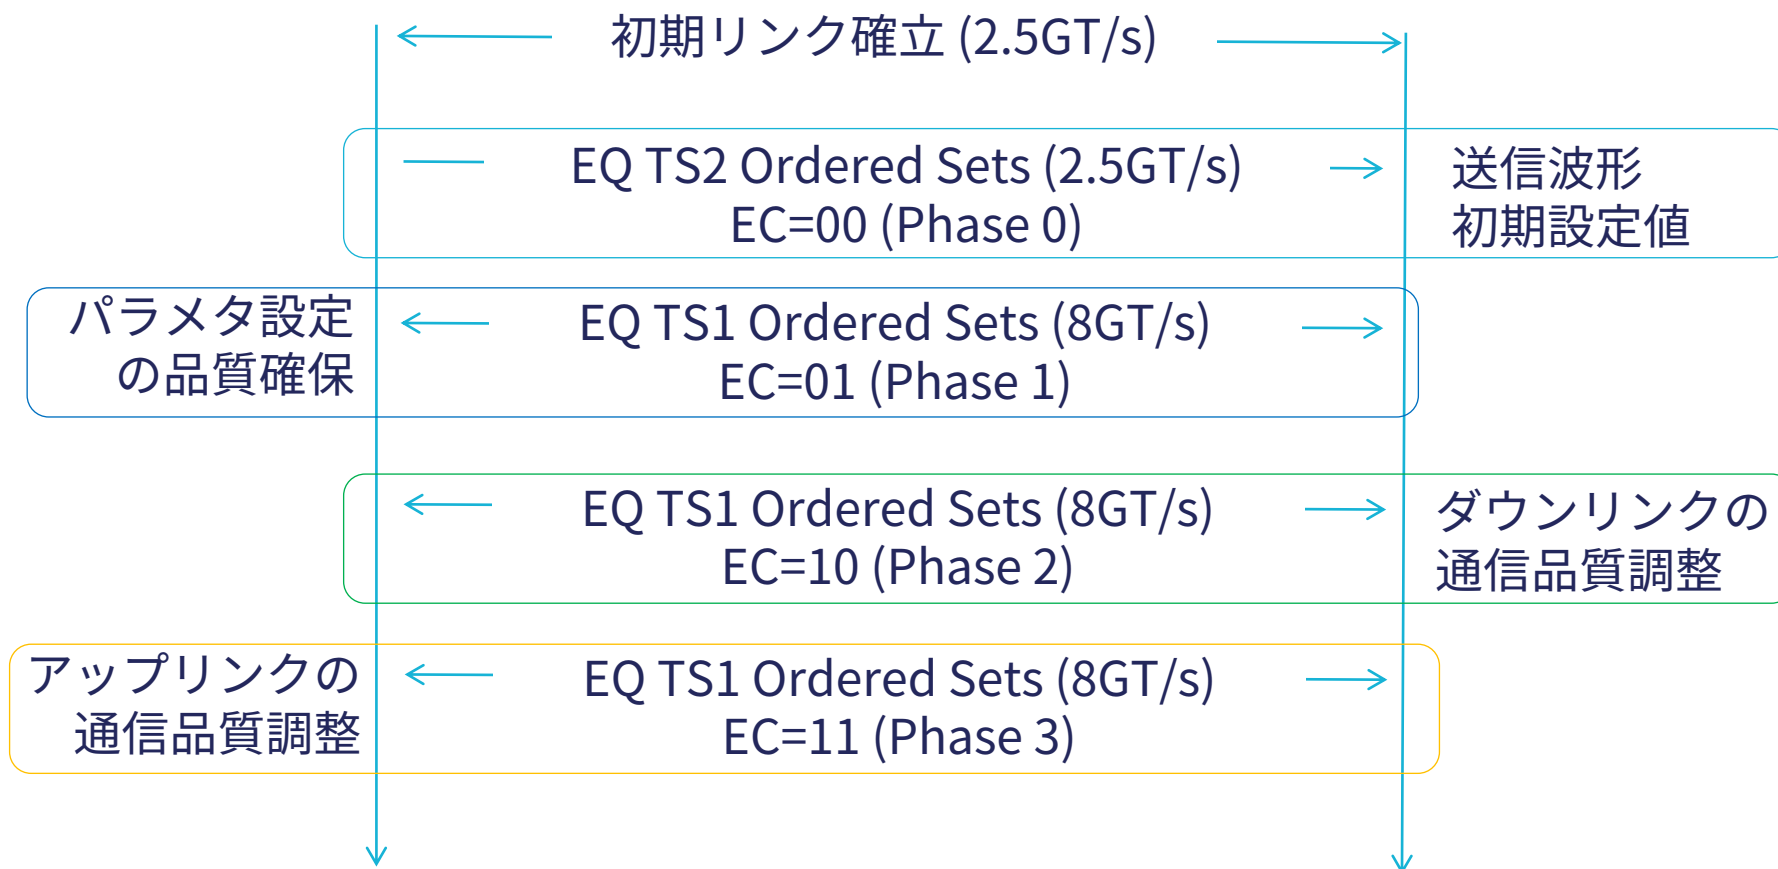 初期リンク確立 (2.5GT/s)
EQ TS2 Ordered Sets (2.5GT/s)
EC=00 (Phase 0)
送信波形
初期設定値
パラメタ設定
の品質確保
EQ TS1 Ordered Sets (8GT/s)
EC=01 (Phase 1)
EQ TS1 Ordered Sets (8GT/s)
EC=10 (Phase 2)
ダウンリンクの
通信品質調整
アップリンクの
通信品質調整
EQ TS1 Ordered Sets (8GT/s)
EC=11 (Phase 3)